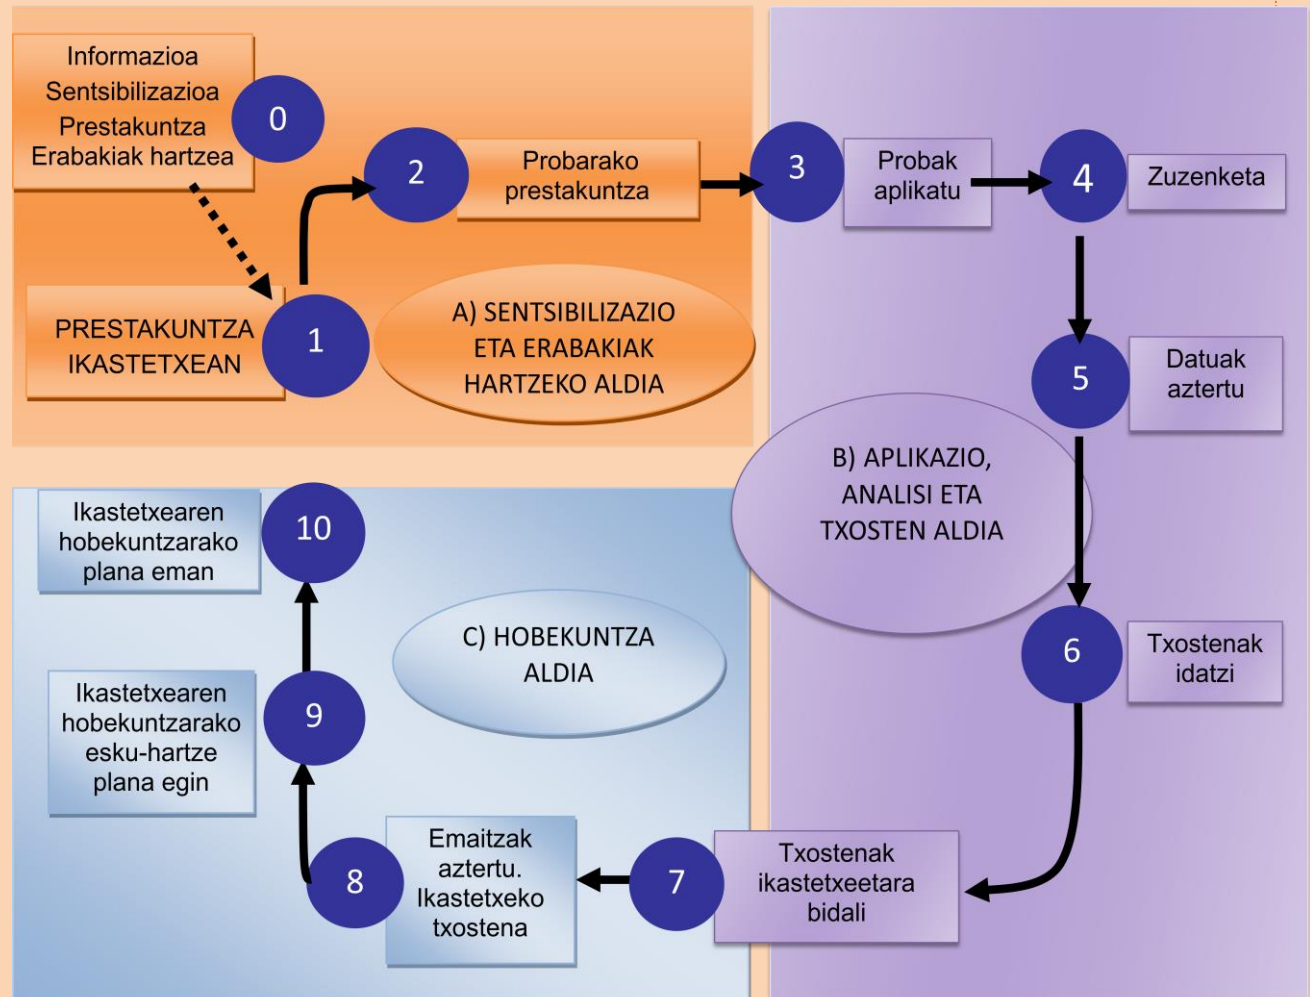 Informazioa
Sentsibilizazioa
Prestakuntza
Erabakiak hartzea
0
PRESTAKUNTZA
IKASTETXEAN
1
2
Probarako
prestakuntza
A) SENTSIBILIZAZIO
ETA ERABAKIAK
HARTZEKO ALDIA
3
Probak
aplikatu
4
Zuzenketa
5
Datuak
aztertu
B) APLIKAZIO,
ANALISI ETA
TXOSTEN ALDIA
6
Txostenak
idatzi
7
Txostenak
ikastetxeetara
bidali
8
Emaitzak
aztertu.
Ikastetxeko
txostena
C) HOBEKUNTZA
ALDIA
9
Ikastetxearen
hobekuntzarako
esku-hartze
plana egin
10
Ikastetxearen
hobekuntzarako
plana eman